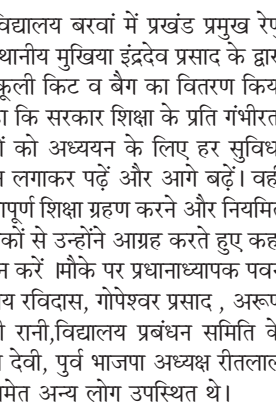 विद्यालय बरवां में प्रखंड प्रमुख रे
थानीय मुखिया इंद्रदेव प्रसाद के द्वार
कूली किट व बैग का वितरण किय
कि सरकार शिक्षा के प्रति गंभीरत
को अध्ययन के लिए हर सुविध
लगाकर पढ़ें और आगे बढ़ें। वही
पूर्ण शिक्षा ग्रहण करने और नियमि
कों से उन्होंने आग्रह करते हुए कह
न करें ।मौके पर प्रधानाध्यापक पव
य रविदास, गोपेश्वर प्रसाद , अरूण
रानी,विद्यालय प्रबंधन समिति के
देवी, पुर्व भाजपा अध्यक्ष रीतलाल
मेत अन्य लोग उपस्थित थे।